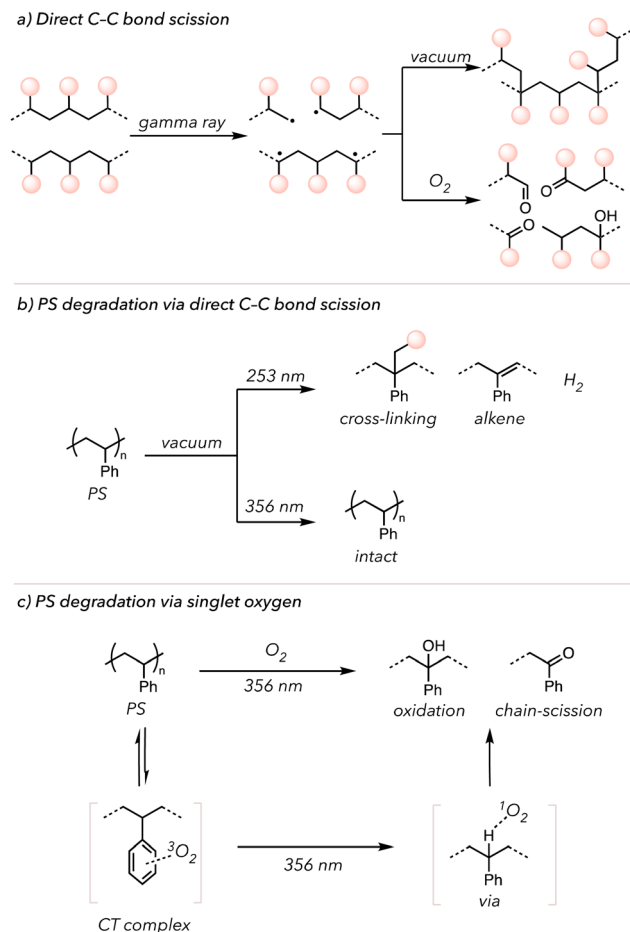 a) Direct C–C bond scission
vacuum
gamma ray
O2
O
O
O
OH
b) PS degradation via direct C–C bond scission
253 nm
Ph
Ph
H2
cross-linking
alkene
vacuum
n
Ph
PS
356 nm
n
Ph
intact
c) PS degradation via singlet oxygen
n
Ph
PS
O2
356 nm
OH
Ph
oxidation
O
Ph
chain-scission
3O2
CT complex
356 nm
1O2
H
Ph
via